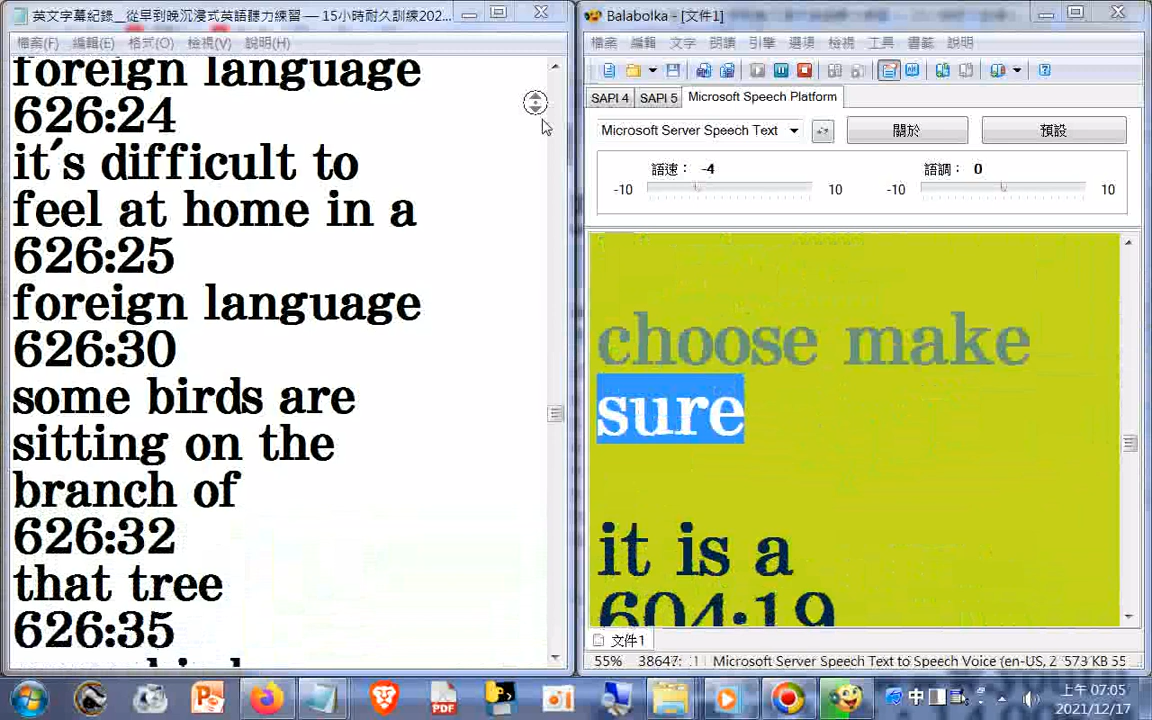 英文字幕紀錄__從早到晚沉浸式英語聽力練習 — 15小時耐久訓練202...
檔案(F) 編輯(E) 格式(O) 檢視(V) 說明(H)
foreign language
626:24
it's difficult to
feel at home in a
626:25
foreign language
626:30
some birds are
sitting on the
branch of
626:32
that tree
626:35
Balabolka - [文件1]
檔案 編輯 文字 朗讀 引擎 選項 檢視 工具 書籤 說明
SAPI 4 SAPI 5 Microsoft Speech Platform
Microsoft Server Speech Text 關於 預設
語速： -4 語調： 0
-10 10 -10 10
choose make
sure
it is a
604:19
文件1
55% 38647: 1 Microsoft Server Speech Text to Speech Voice (en-US, 2 573 KB 55
PDF 中 上午 07:05
2021/12/17